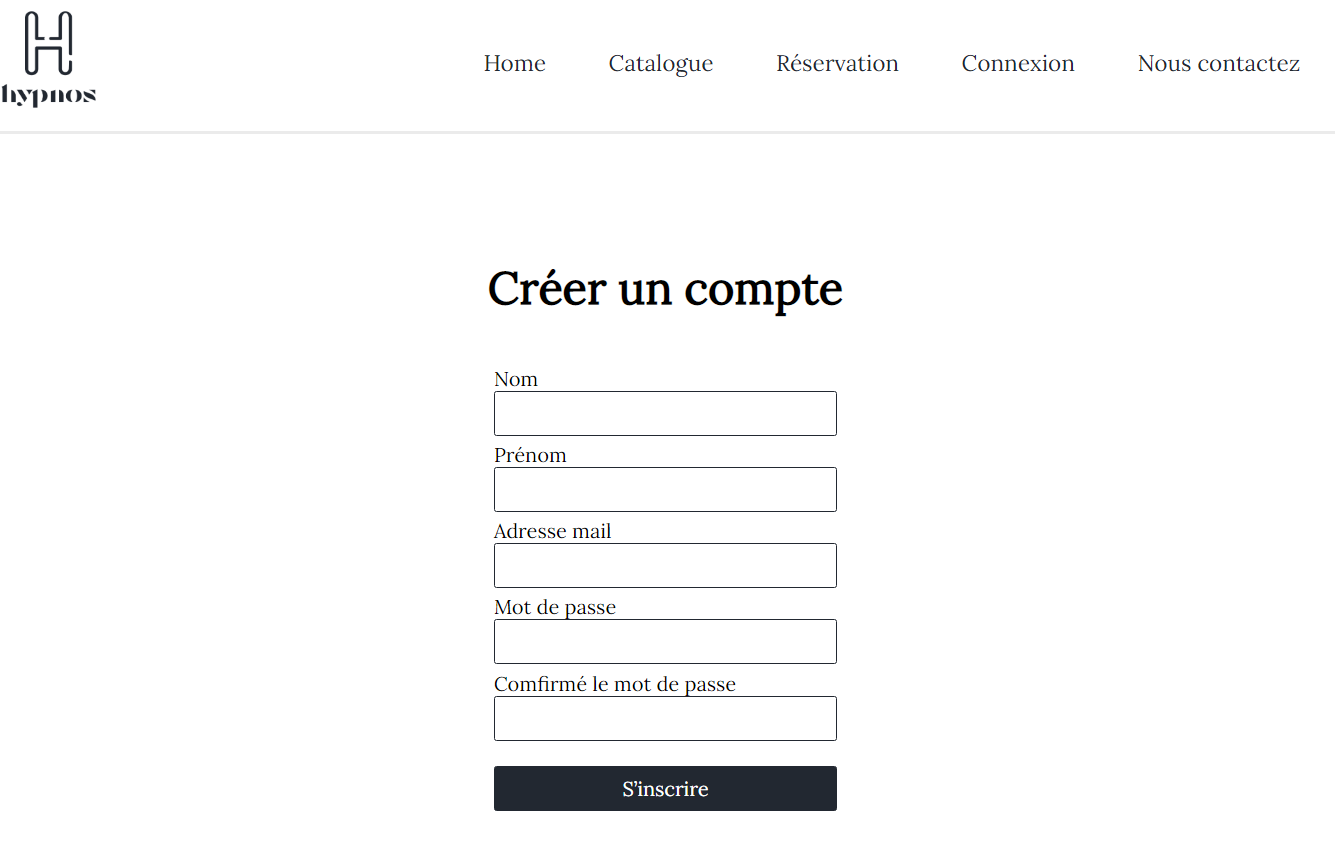 H
hypnos
Home Catalogue Réservation Connexion Nous contactez
Créer un compte
Nom
Prénom
Adresse mail
Mot de passe
Comfirmé le mot de passe
S’inscrire